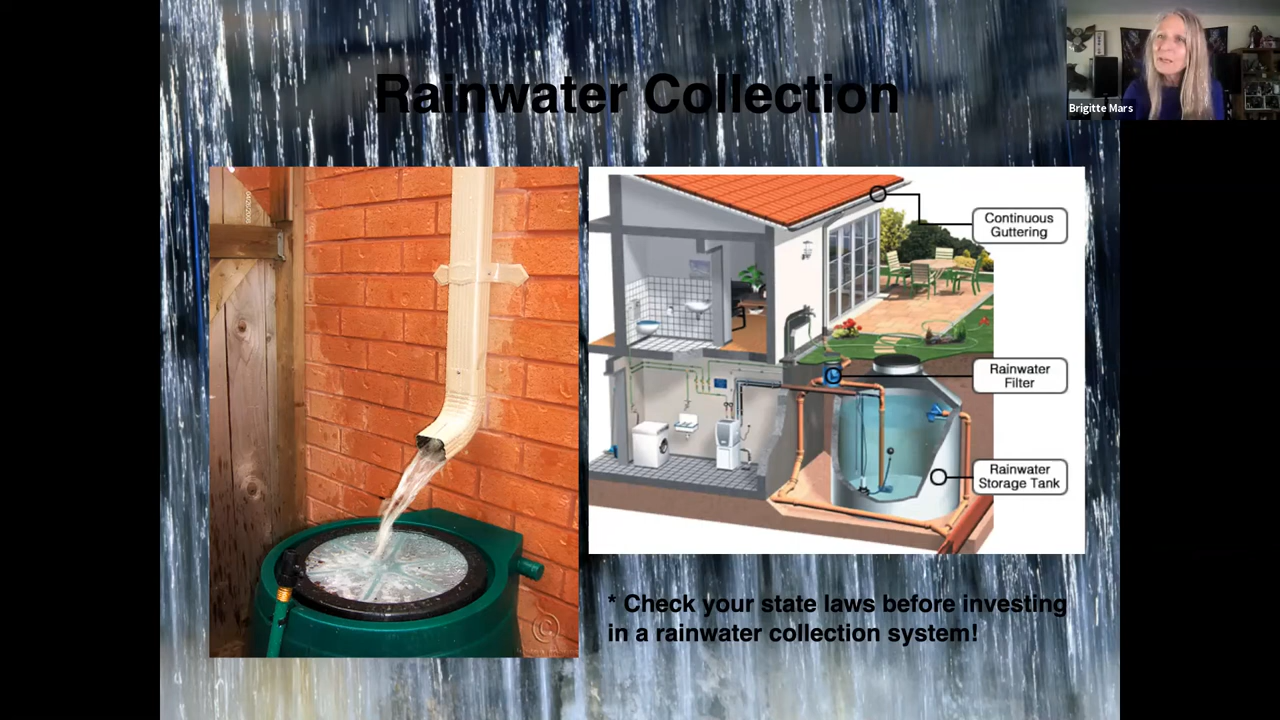 Rainwater Collection
Brigitte Mars
Continuous
Guttering
Rainwater
Filter
Rainwater
Storage Tank
* Check your state laws before investing
in a rainwater collection system!